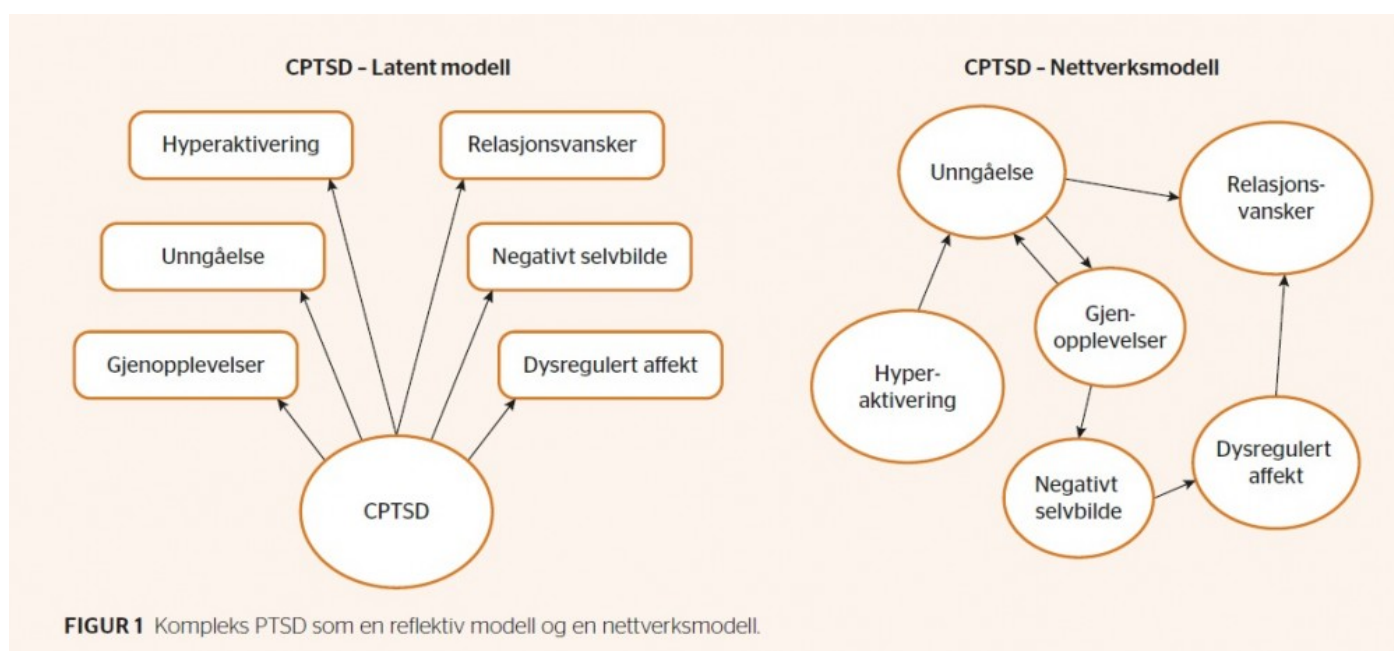 CPTSD – Latent modell
Hyperaktivering
Relasjonsvansker
Unngåelse
Negativt selvbilde
Gjenopplevelser
Dysregulert affekt
CPTSD
CPTSD – Nettverksmodell
Unngåelse
Relasjons-
vansker
Gjen-
opplevelser
Hyper-
aktivering
Dysregulert
affekt
Negativt
selvbilde
FIGUR 1 Kompleks PTSD som en reflektiv modell og en nettverksmodell.